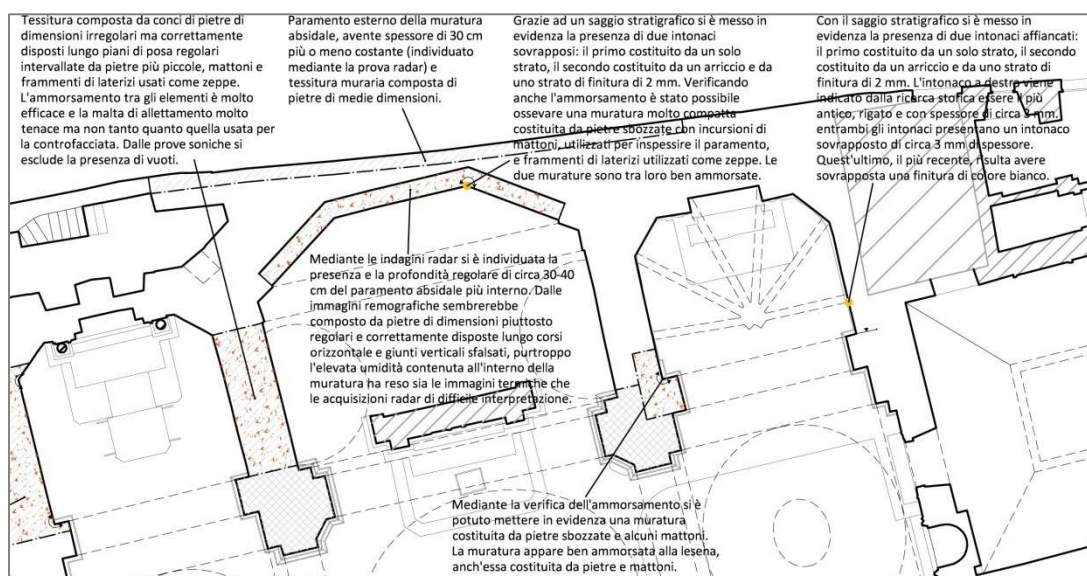 Tessitura composta da conci di pietre di
dimensioni irregolari ma correttamente
disposti lungo piani di posa regolari
intervallate da pietre più piccole, mattoni e
frammenti di laterizi usati come zeppe.
L'ammorsamento tra gli elementi è molto
efficace e la malta di allettamento molto
tenace ma non tanto quanto quella usata per
la controfacciata. Dalle prove soniche si
esclude la presenza di vuoti.
Paramento esterno della muratura
absidale, avente spessore di 30 cm
più o meno costante (individuato
mediante la prova radar) e
tessitura muraria composta di
pietre di medie dimensioni.
Grazie ad un saggio stratigrafico si è messo in
evidenza la presenza di due intonaci
sovrapposi: il primo costituito da un solo
strato, il secondo costituito da un arriccio e da
uno strato di finitura di 2 mm. Verificando
anche l'ammorsamento è stato possibile
ossevare una muratura molto compatta
costituita da pietre sbozzate con incursioni di
mattoni, utilizzati per inspessire il paramento,
e frammenti di laterizi utilizzati come zeppe. Le
due murature sono tra loro ben ammorsate.
Con il saggio stratigrafico si è messo in
evidenza la presenza di due intonaci affiancati:
il primo costituito da un solo strato, il secondo
costituito da un arriccio e da uno strato di
finitura di 2 mm. L'intonaco a destra viene
indicato dalla ricerca storica essere il più
antico, rigato e con spessore di circa 3 mm.
entrambi gli intonaci presentano un intonaco
sovrapposto di circa 3 mm di spessore.
Quest'ultimo, il più recente, risulta avere
sovrapposta una finitura di colore bianco.
Mediante le indagini radar si è individuata la
presenza e la profondità regolare di circa 30-40
cm del paramento absidale più interno. Dalle
immagini remografiche sembrerebbe
composto da pietre di dimensioni piuttosto
regolari e correttamente disposte lungo corsi
orizzontale e giunti verticali sfalsati, purtroppo
l'elevata umidità contenuta all'interno della
muratura ha reso sia le immagini termiche che
le acquisizioni radar di difficile interpretazione.
Mediante la verifica dell'ammorsamento si è
potuto mettere in evidenza una muratura
costituita da pietre sbozzate e alcuni mattoni.
La muratura appare ben ammorsata alla lesena,
anch'essa costituita da pietre e mattoni.